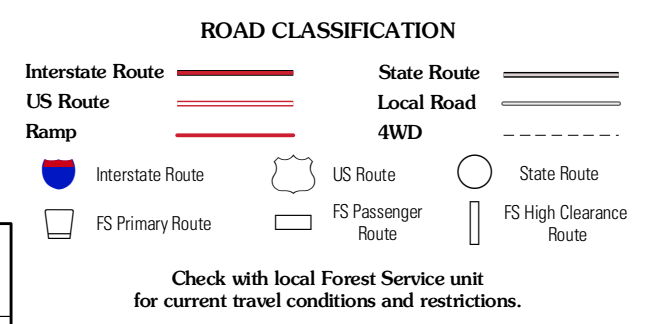 ROAD CLASSIFICATION
Interstate Route
State Route
US Route
Local Road
Ramp
4WD
Interstate Route
US Route
State Route
FS Primary Route
FS Passenger
Route
FS High Clearance
Route
Check with local Forest Service unit
for current travel conditions and restrictions.